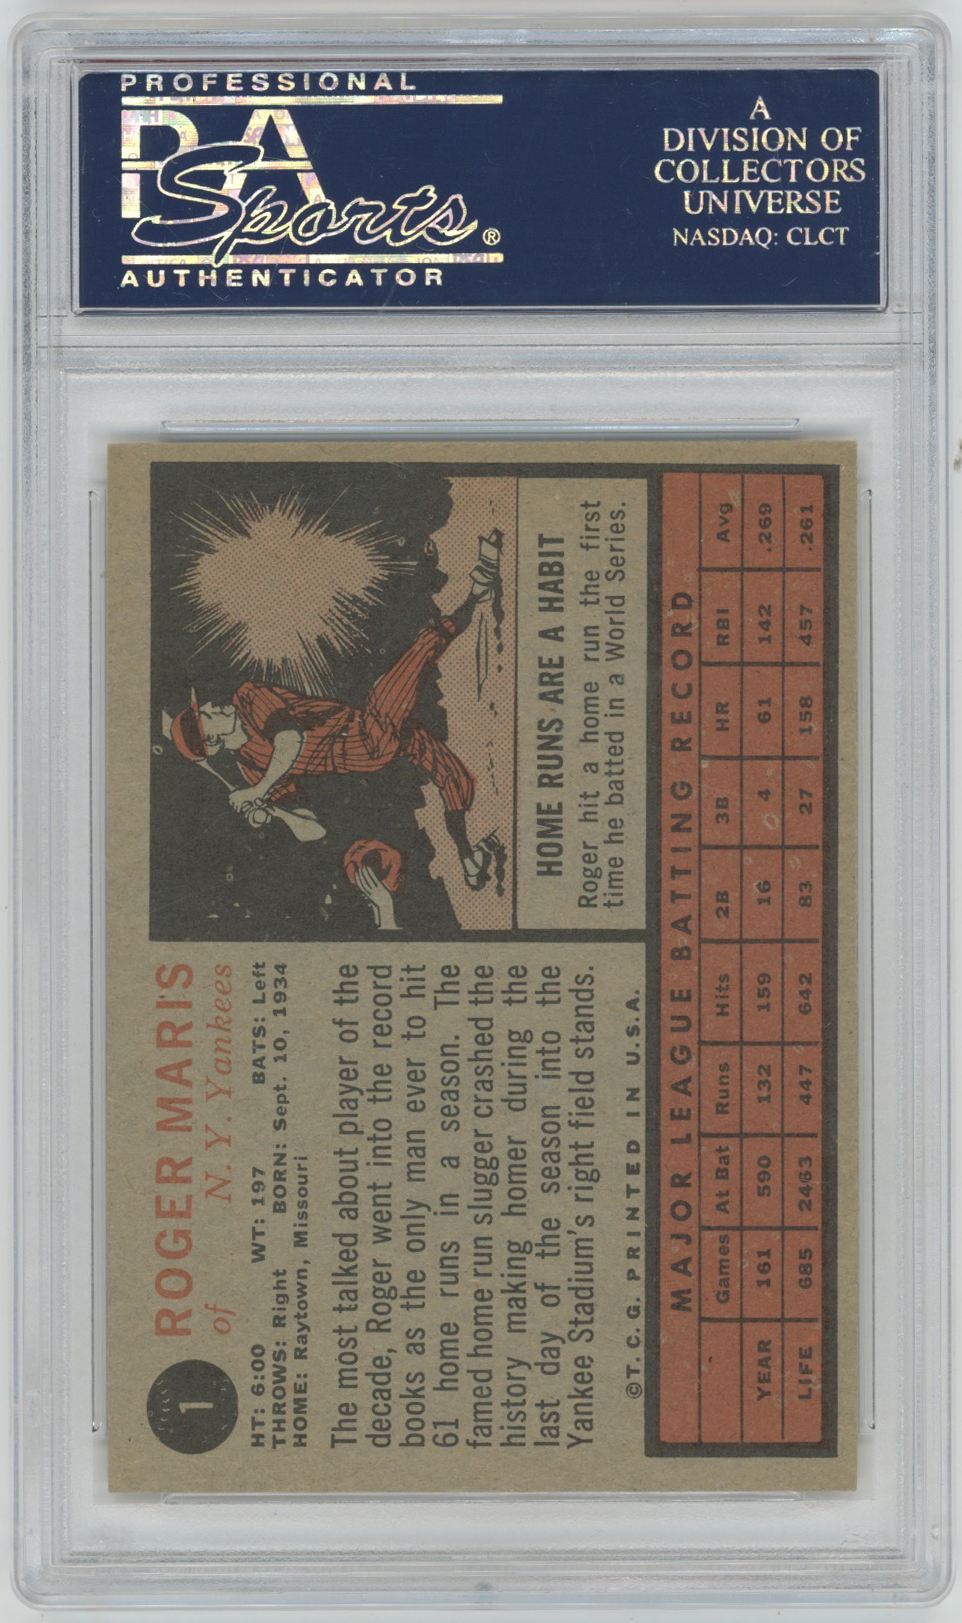 PROFESSIONAL
PSA
Sports®
AUTHENTICATOR
A
DIVISION OF
COLLECTORS
UNIVERSE
NASDAQ: CLCT
1
ROGER MARIS
of N. Y. Yankees
HT: 6:00 WT: 197 BATS: Left
THROWS: Right BORN: Sept. 10, 1934
HOME: Raytown, Missouri
The most talked about player of the
decade, Roger went into the record
books as the only man ever to hit
61 home runs in a season. The
famed home run slugger crashed the
history making homer during the
last day of the season into the
Yankee Stadium's right field stands.
©T. C. G. PRINTED IN U. S. A.
HOME RUNS ARE A HABIT
Roger hit a home run the first
time he batted in a World Series.
MAJOR LEAGUE BATTING RECORD
Games At Bat Runs Hits 2B 3B HR RBI Avg
YEAR 161 590 132 159 16 4 61 142 .269
LIFE 685 2463 447 642 83 27 158 457 .261